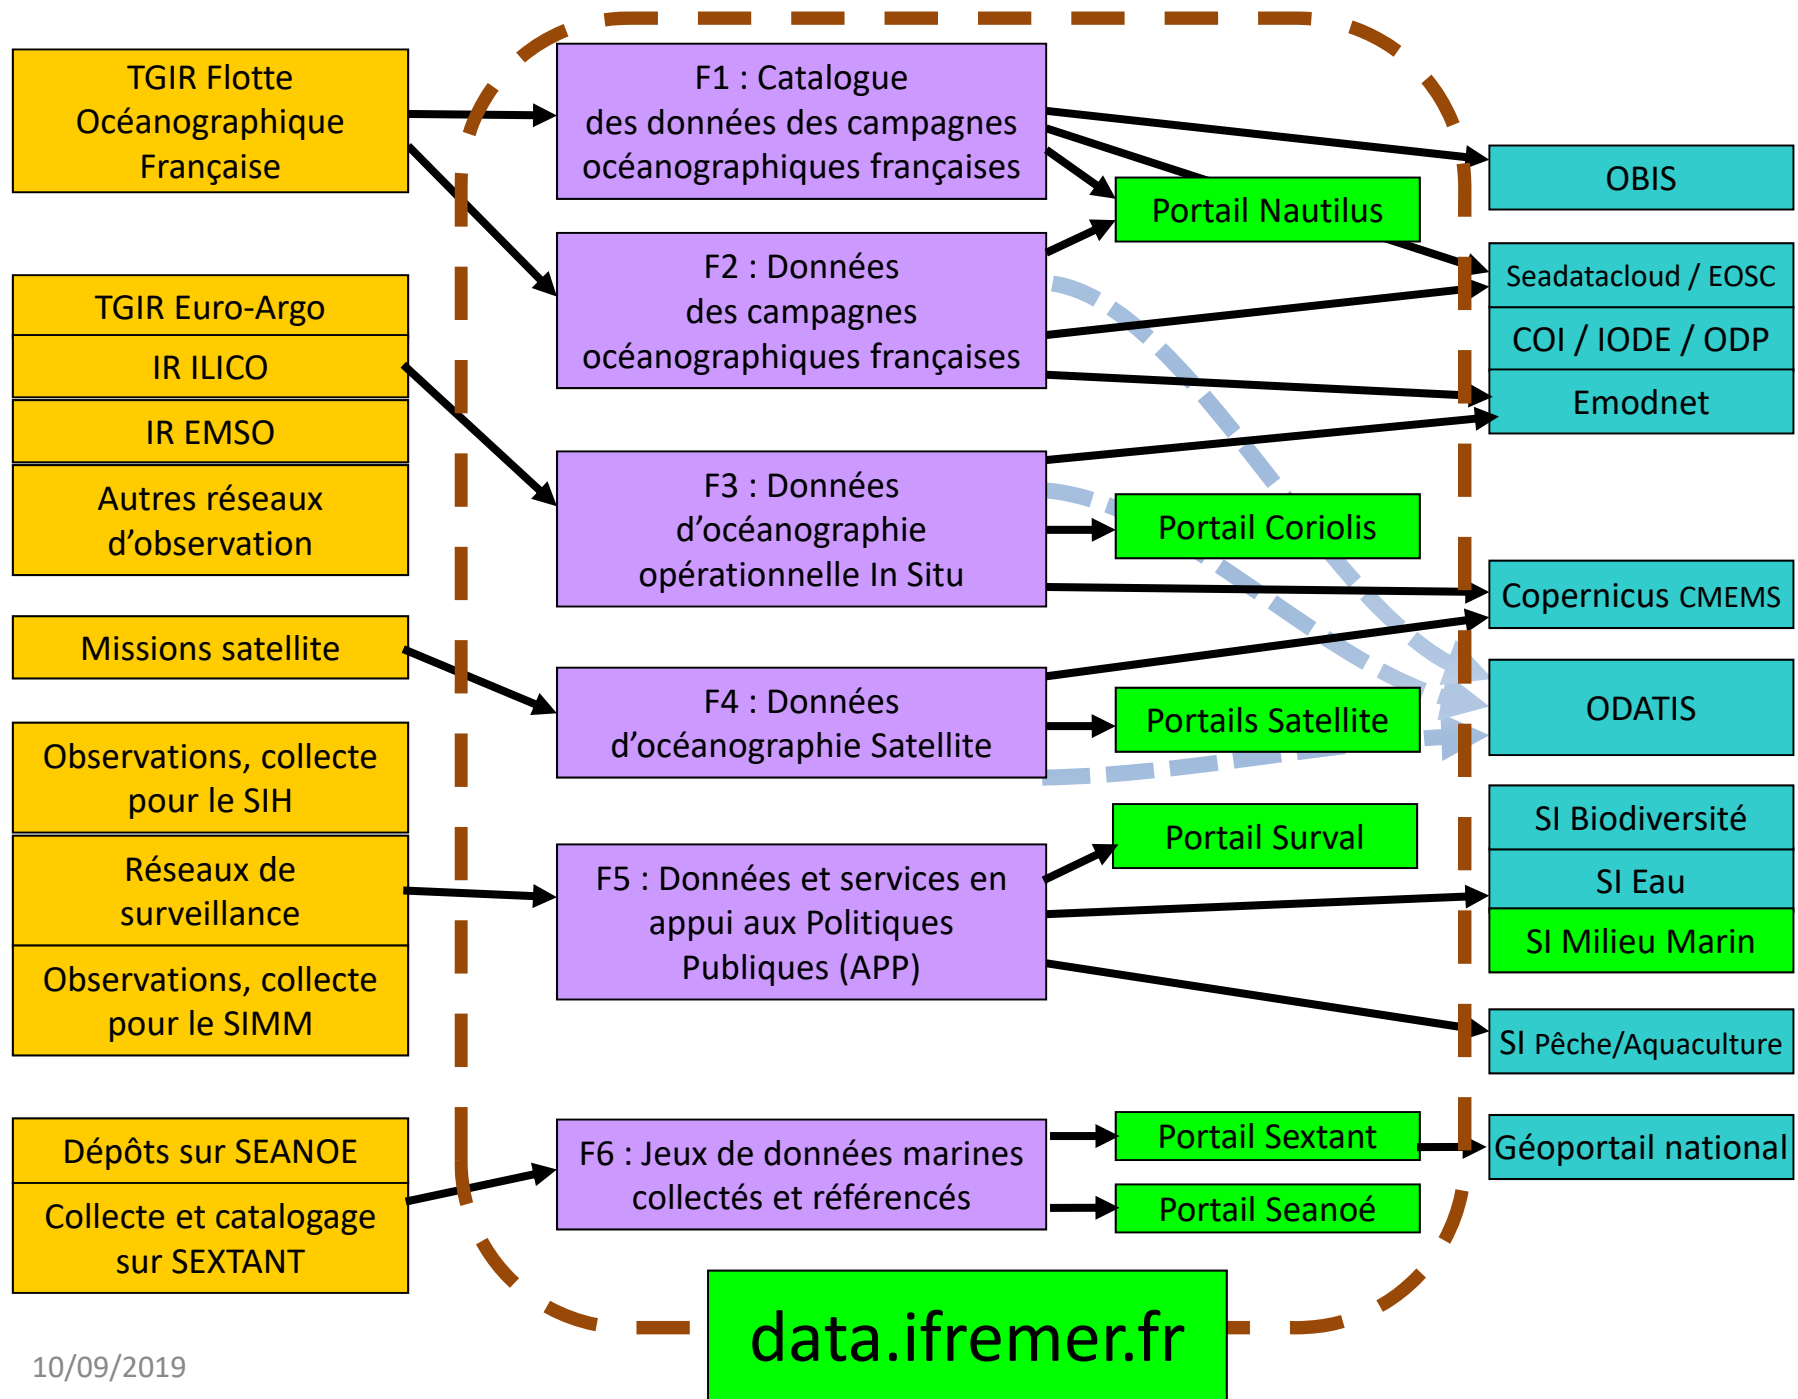 TGIR Flotte
Océanographique
Française
TGIR Euro-Argo
IR ILICO
IR EMSO
Autres réseaux
d’observation
Missions satellite
Observations, collecte
pour le SIH
Réseaux de
surveillance
Observations, collecte
pour le SIMM
Dépôts sur SEANOE
Collecte et catalogage
sur SEXTANT
F1 : Catalogue
des données des campagnes
océanographiques françaises
F2 : Données
des campagnes
océanographiques françaises
F3 : Données
d’océanographie
opérationnelle In Situ
F4 : Données
d’océanographie Satellite
F5 : Données et services en
appui aux Politiques
Publiques (APP)
F6 : Jeux de données marines
collectés et référencés
Portail Nautilus
Portail Coriolis
Portails Satellite
Portail Surval
Portail Sextant
Portail Seanoé
OBIS
Seadatacloud / EOSC
COI / IODE / ODP
Emodnet
Copernicus CMEMS
ODATIS
SI Biodiversité
SI Eau
SI Milieu Marin
SI Pêche/Aquaculture
Géoportail national
data.ifremer.fr
10/09/2019